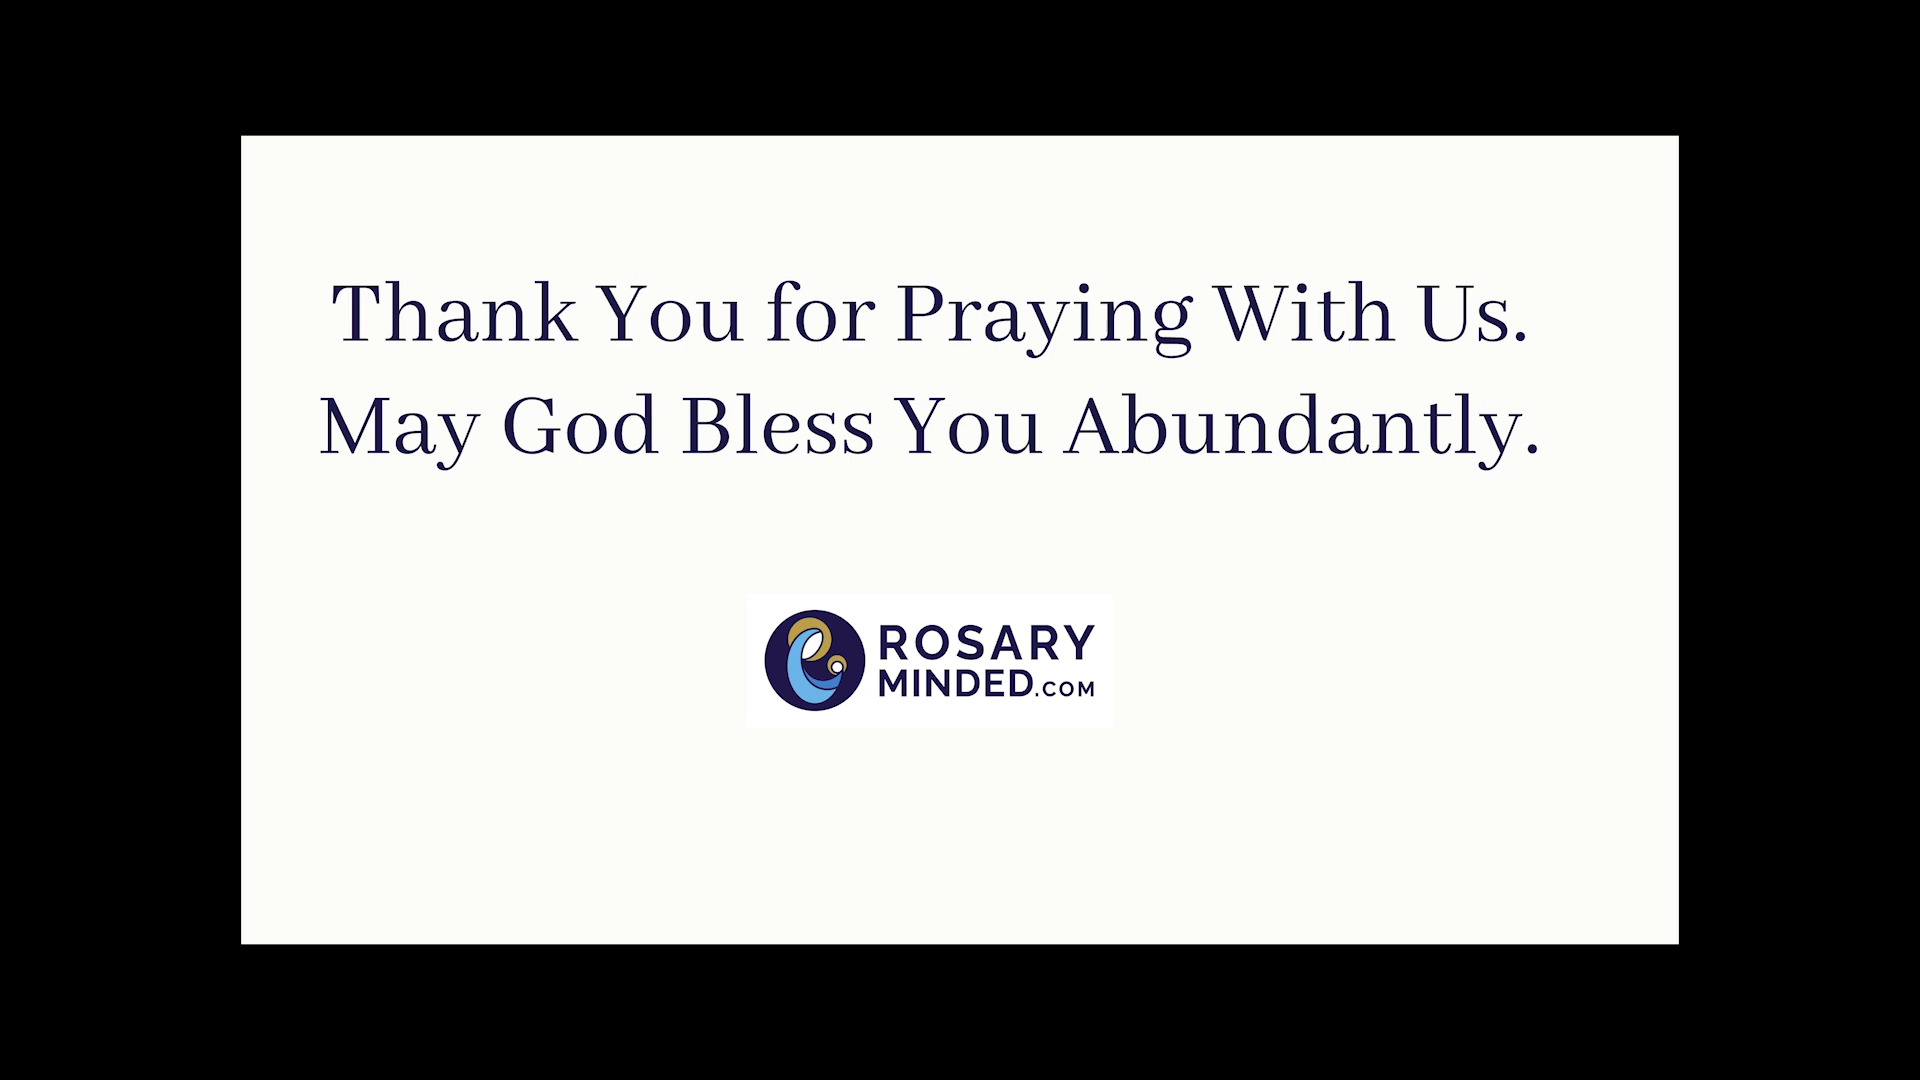 Thank You for Praying With Us.
May God Bless You Abundantly.
ROSARY
MINDED.COM